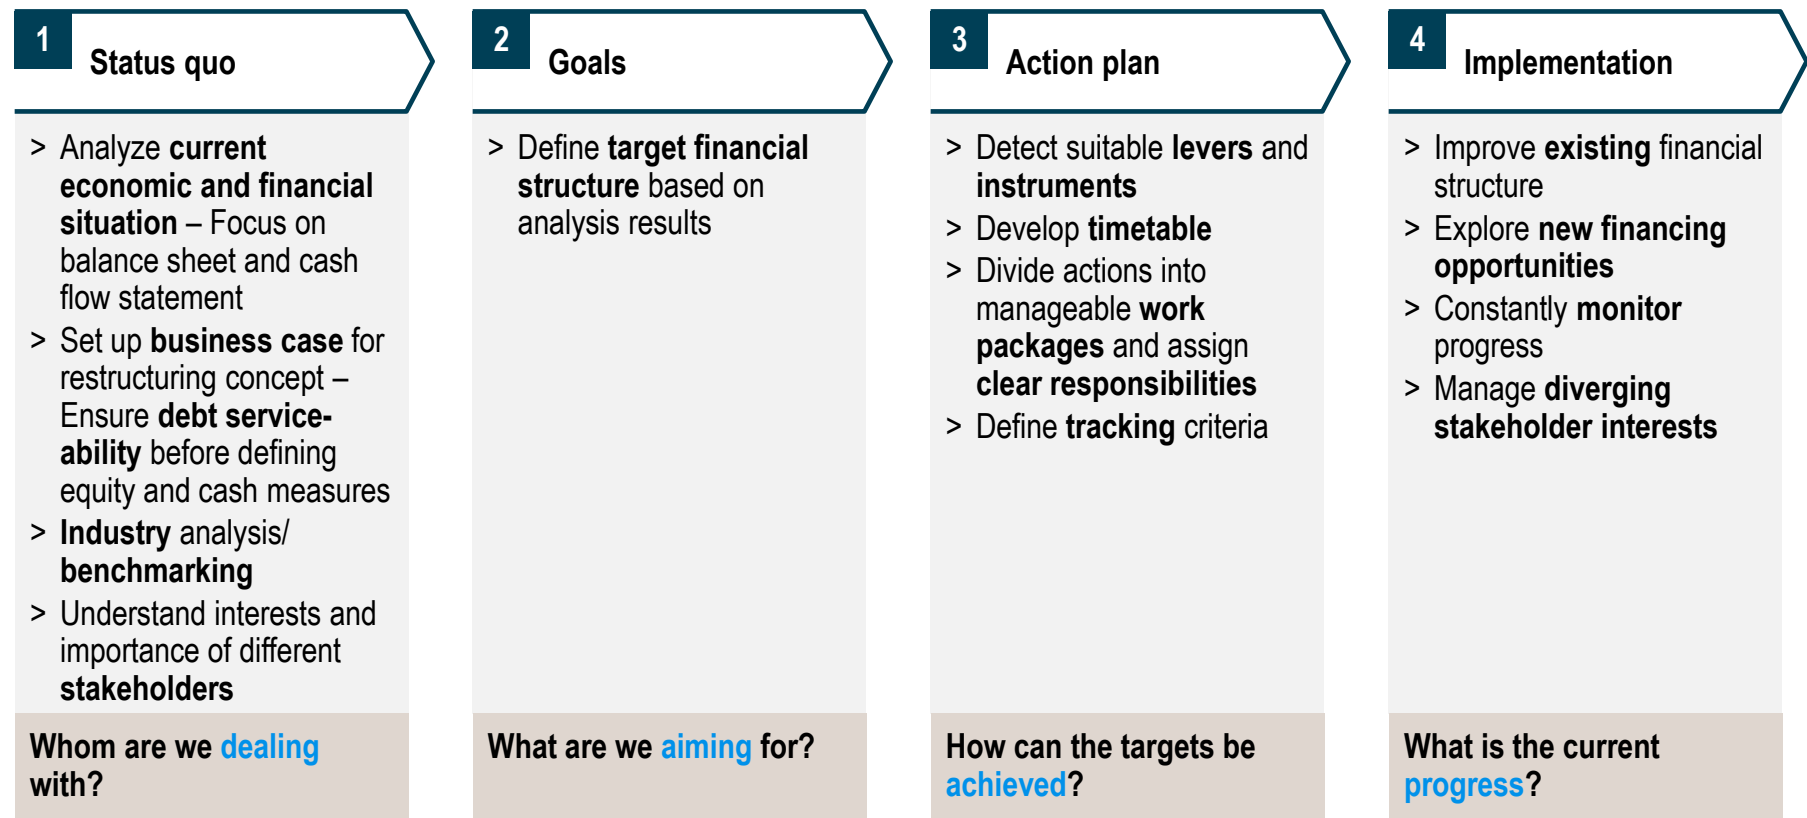 1
Status quo
> Analyze current
economic and financial
situation – Focus on
balance sheet and cash
flow statement
> Set up business case for
restructuring concept –
Ensure debt service-
ability before defining
equity and cash measures
> Industry analysis/
benchmarking
> Understand interests and
importance of different
stakeholders
Whom are we dealing
with?
2
Goals
> Define target financial
structure based on
analysis results
What are we aiming for?
3
Action plan
> Detect suitable levers and
instruments
> Develop timetable
> Divide actions into
manageable work
packages and assign
clear responsibilities
> Define tracking criteria
How can the targets be
achieved?
4
Implementation
> Improve existing financial
structure
> Explore new financing
opportunities
> Constantly monitor
progress
> Manage diverging
stakeholder interests
What is the current
progress?